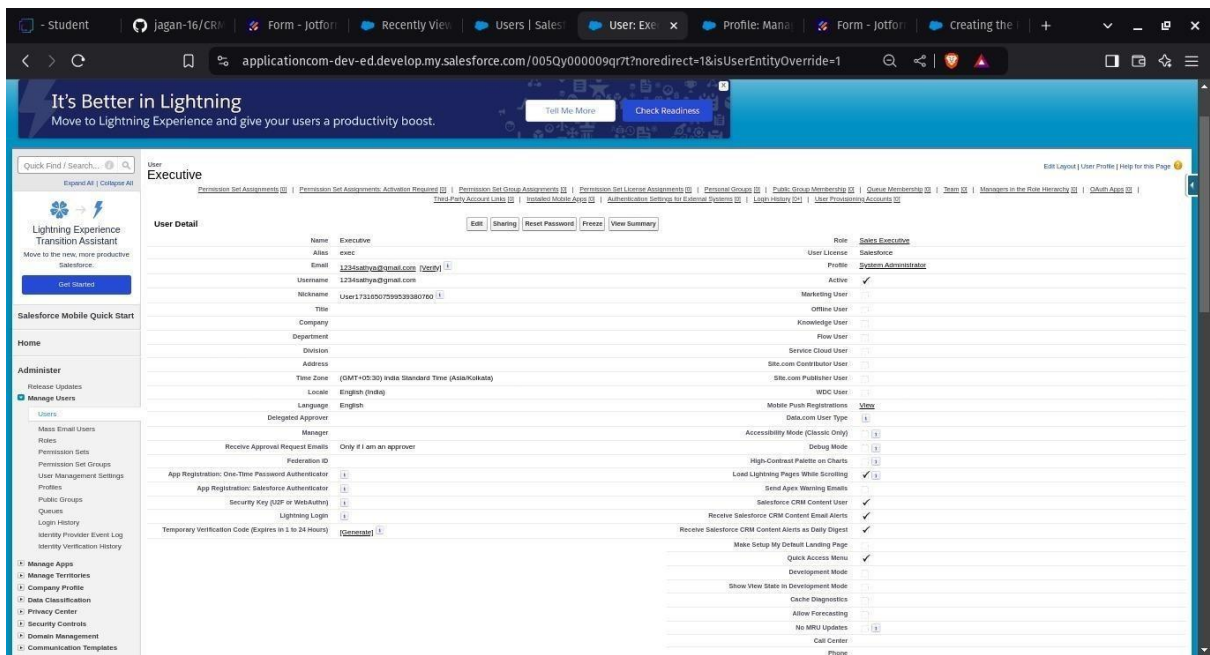 - Student
jagan-16/CRM
Form - Jotfor
Recently View
Users | Salesf
User: Exe
Profile: Mana
Form - Jotfor
Creating the
applicationcom-dev-ed.develop.my.salesforce.com/005Qy000009qr7t?noredirect=1&isUserEntityOverride=1
It's Better in Lightning
Move to Lightning Experience and give your users a productivity boost.
Tell Me More
Check Readiness
Quick Find / Search...
Expand All | Collapse All
Lightning Experience
Transition Assistant
Move to the new, more productive
Salesforce.
Get Started
Salesforce Mobile Quick Start
Home
Administer
Release Updates
Manage Users
Users
Mass Email Users
Roles
Permission Sets
Permission Set Groups
User Management Settings
Profiles
Public Groups
Queues
Login History
Identity Provider Event Log
Identity Verification History
Manage Apps
Manage Territories
Company Profile
Data Classification
Privacy Center
Security Controls
Domain Management
Communication Templates
User
Executive
Edit Layout | User Profile | Help for this Page
Permission Set Assignments [0] | Permission Set Assignments: Activation Required [0] | Permission Set Group Assignments [0] | Permission Set License Assignments [0] | Personal Groups [0] | Public Group Membership [0] | Queue Membership [0] | Team [0] | Managers in the Role Hierarchy [0] | OAuth Apps [0] |
Third-Party Account Links [0] | Installed Mobile Apps [0] | Authentication Settings for External Systems [0] | Login History [0+] | User Provisioning Accounts [0]
User Detail
Edit Sharing Reset Password Freeze View Summary
Name Executive
Alias exec
Email 1234sathya@gmail.com [Verify]
Username 1234sathya@gmail.com
Nickname User17316507599539380760
Title
Company
Department
Division
Address
Time Zone (GMT+05:30) India Standard Time (Asia/Kolkata)
Locale English (India)
Language English
Delegated Approver
Manager
Receive Approval Request Emails Only if I am an approver
Federation ID
App Registration: One-Time Password Authenticator
App Registration: Salesforce Authenticator
Security Key (U2F or WebAuthn)
Lightning Login
Temporary Verification Code (Expires in 1 to 24 Hours) [Generate]
Role Sales Executive
User License Salesforce
Profile System Administrator
Active
Marketing User
Offline User
Knowledge User
Flow User
Service Cloud User
Site.com Contributor User
Site.com Publisher User
WDC User
Mobile Push Registrations View
Data.com User Type
Accessibility Mode (Classic Only)
Debug Mode
High-Contrast Palette on Charts
Load Lightning Pages While Scrolling
Send Apex Warning Emails
Salesforce CRM Content User
Receive Salesforce CRM Content Email Alerts
Receive Salesforce CRM Content Alerts as Daily Digest
Make Setup My Default Landing Page
Quick Access Menu
Development Mode
Show View State in Development Mode
Cache Diagnostics
Allow Forecasting
No MRU Updates
Call Center
Phone